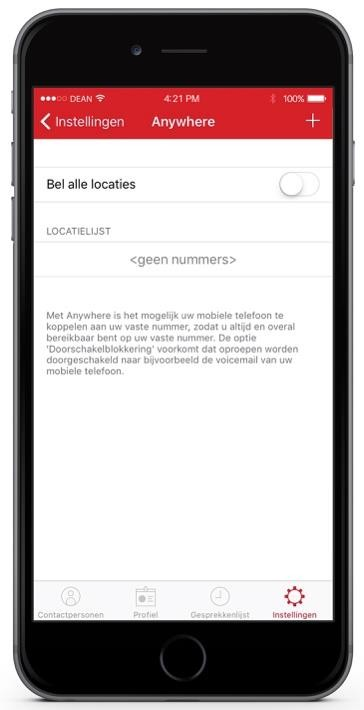 ●●●○○ DEAN 4:21 PM 100%
Instellingen Anywhere +
Bel alle locaties
LOCATIELIJST
<geen nummers>
Met Anywhere is het mogelijk uw mobiele telefoon te
koppelen aan uw vaste nummer, zodat u altijd en overal
bereikbaar bent op uw vaste nummer. De optie
'Doorschakelblokkering' voorkomt dat oproepen worden
doorgeschakeld naar bijvoorbeeld de voicemail van uw
mobiele telefoon.
Contactpersonen Profiel Gesprekkenlijst Instellingen